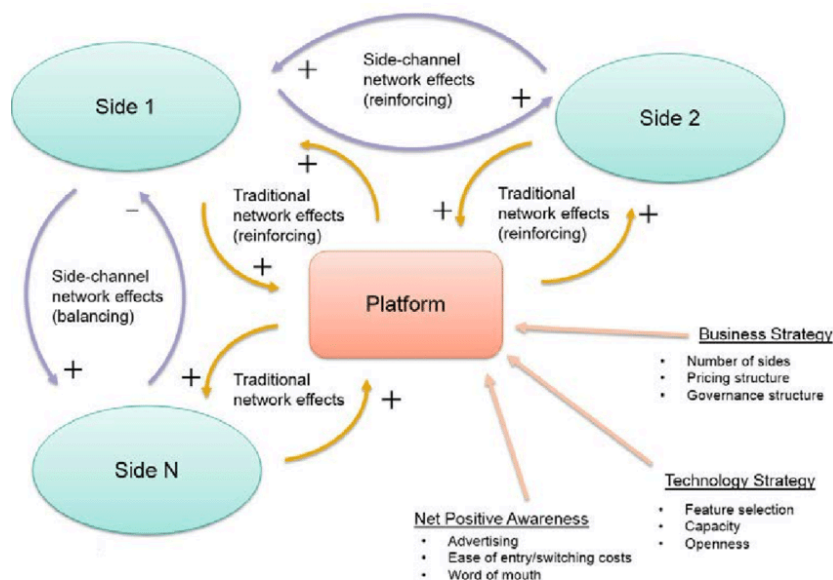 Side 1
+
Side-channel
network effects
(reinforcing)
+
Side 2
+
Traditional
network effects
(reinforcing)
+
+
Traditional
network effects
(reinforcing)
+
–
Side-channel
network effects
(balancing)
+
Platform
+
Traditional
network effects
+
Side N
Business Strategy
• Number of sides
• Pricing structure
• Governance structure
Technology Strategy
• Feature selection
• Capacity
• Openness
Net Positive Awareness
• Advertising
• Ease of entry/switching costs
• Word of mouth